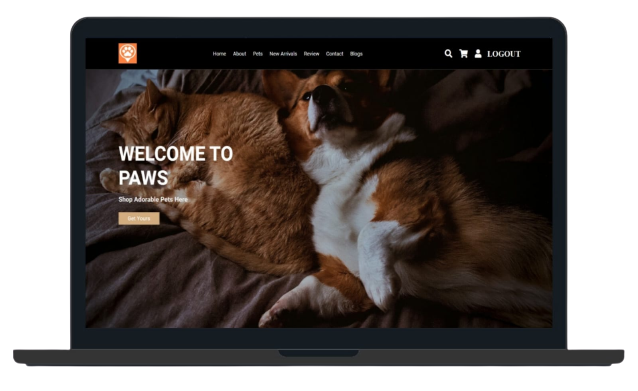 Home About Pets New Arrivals Review Contact Blogs
LOGOUT
WELCOME TO
PAWS
Shop Adorable Pets Here
Get Yours